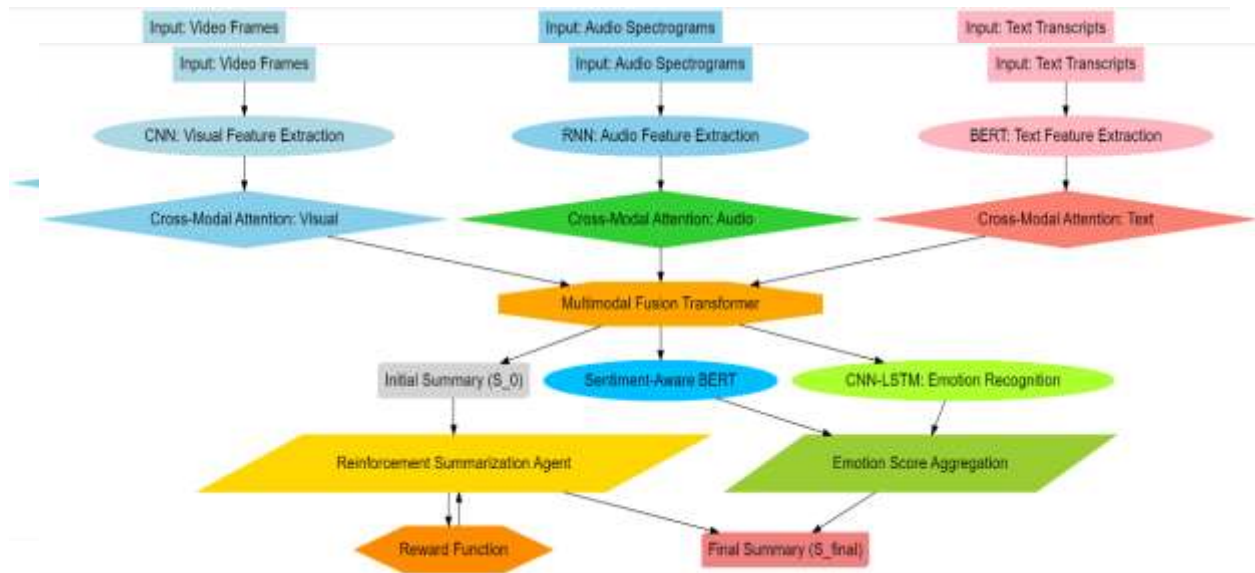 Input: Video Frames
Input: Audio Spectrograms
Input: Text Transcripts
Input: Video Frames
Input: Audio Spectrograms
Input: Text Transcripts
CNN: Visual Feature Extraction
RNN: Audio Feature Extraction
BERT: Text Feature Extraction
Cross-Modal Attention: Visual
Cross-Modal Attention: Audio
Cross-Modal Attention: Text
Multimodal Fusion Transformer
Initial Summary (S_0)
Sentiment-Aware BERT
CNN-LSTM: Emotion Recognition
Reinforcement Summarization Agent
Emotion Score Aggregation
Reward Function
Final Summary (S_final)